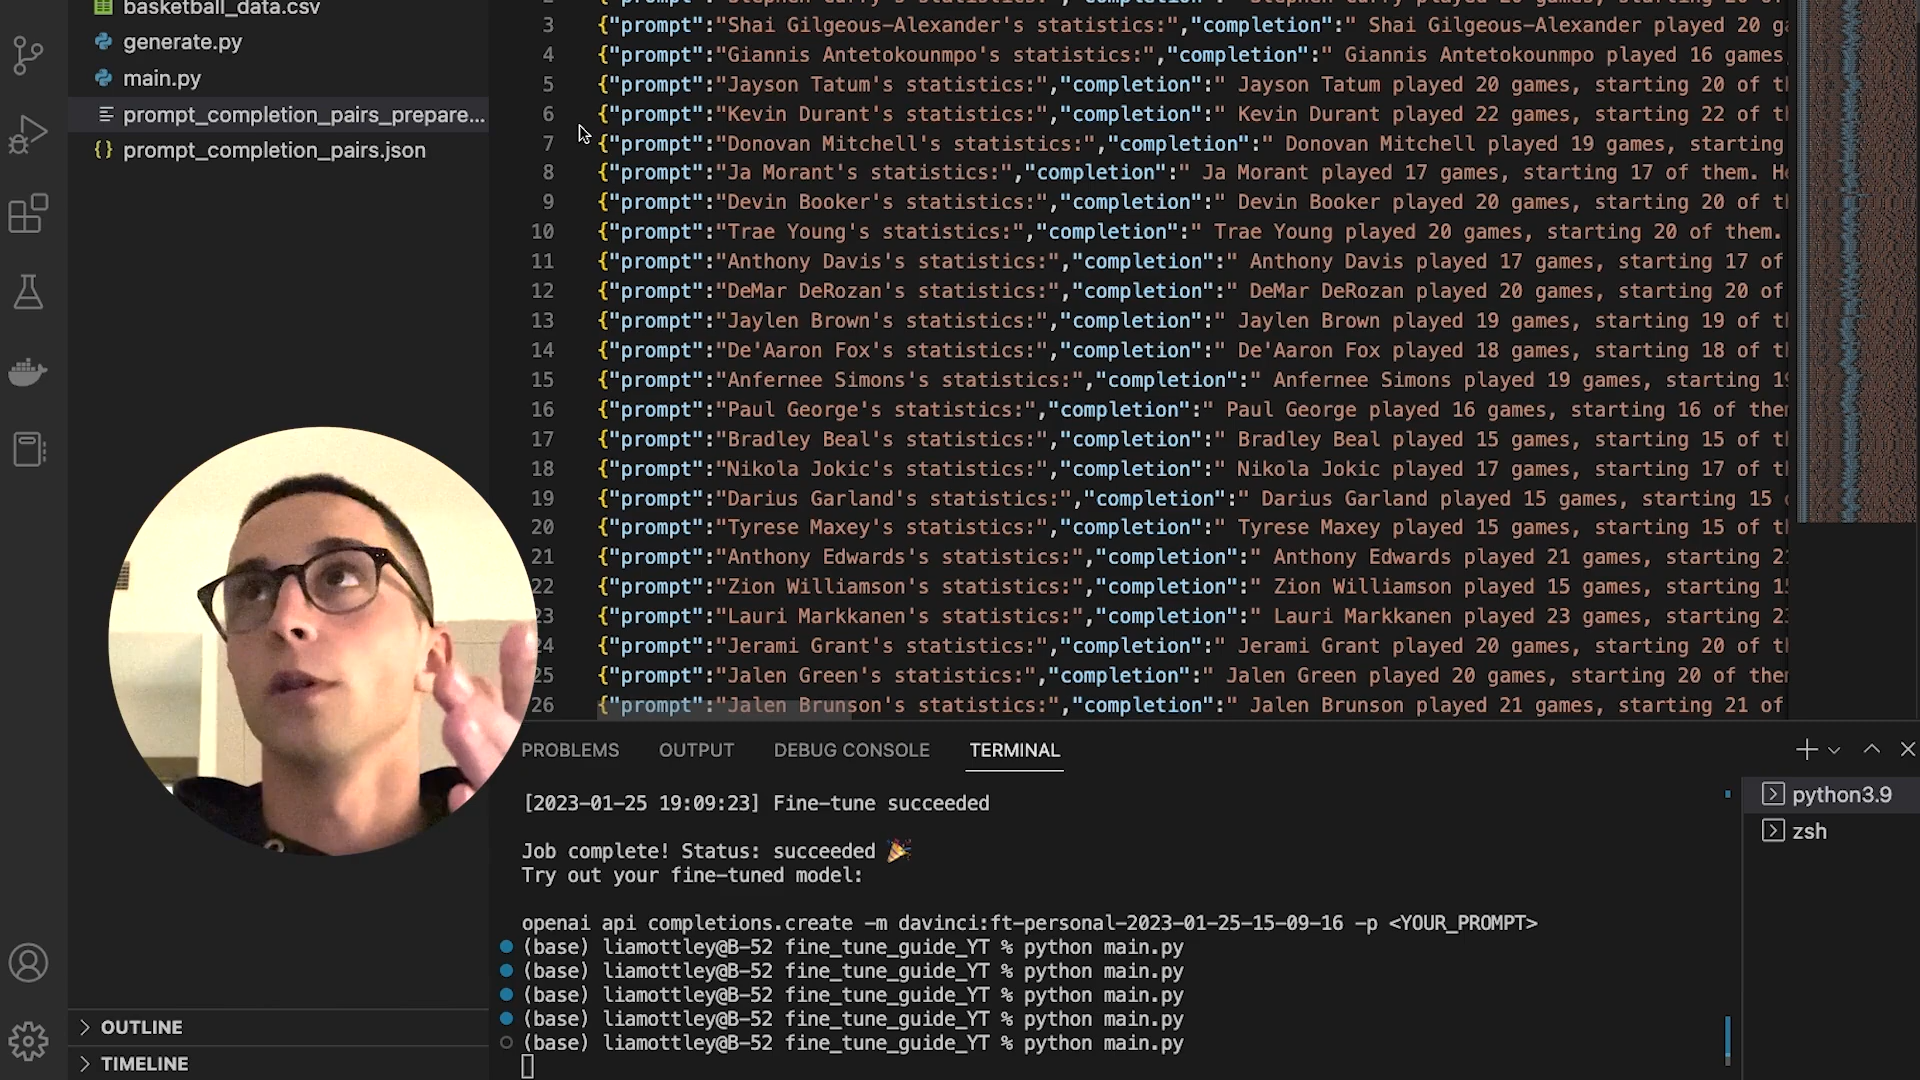 basketball_data.csv
generate.py
main.py
prompt_completion_pairs_prepare...
prompt_completion_pairs.json
OUTLINE
TIMELINE
3 {"prompt":"Shai Gilgeous-Alexander's statistics:","completion":" Shai Gilgeous-Alexander played 20 ga
4 {"prompt":"Giannis Antetokounmpo's statistics:","completion":" Giannis Antetokounmpo played 16 games,
5 {"prompt":"Jayson Tatum's statistics:","completion":" Jayson Tatum played 20 games, starting 20 of th
6 {"prompt":"Kevin Durant's statistics:","completion":" Kevin Durant played 22 games, starting 22 of th
7 {"prompt":"Donovan Mitchell's statistics:","completion":" Donovan Mitchell played 19 games, starting
8 {"prompt":"Ja Morant's statistics:","completion":" Ja Morant played 17 games, starting 17 of them. He
9 {"prompt":"Devin Booker's statistics:","completion":" Devin Booker played 20 games, starting 20 of th
10 {"prompt":"Trae Young's statistics:","completion":" Trae Young played 20 games, starting 20 of them.
11 {"prompt":"Anthony Davis's statistics:","completion":" Anthony Davis played 17 games, starting 17 of
12 {"prompt":"DeMar DeRozan's statistics:","completion":" DeMar DeRozan played 20 games, starting 20 of
13 {"prompt":"Jaylen Brown's statistics:","completion":" Jaylen Brown played 19 games, starting 19 of th
14 {"prompt":"De'Aaron Fox's statistics:","completion":" De'Aaron Fox played 18 games, starting 18 of th
15 {"prompt":"Anfernee Simons's statistics:","completion":" Anfernee Simons played 19 games, starting 19
16 {"prompt":"Paul George's statistics:","completion":" Paul George played 16 games, starting 16 of them
17 {"prompt":"Bradley Beal's statistics:","completion":" Bradley Beal played 15 games, starting 15 of th
18 {"prompt":"Nikola Jokic's statistics:","completion":" Nikola Jokic played 17 games, starting 17 of th
19 {"prompt":"Darius Garland's statistics:","completion":" Darius Garland played 15 games, starting 15 o
20 {"prompt":"Tyrese Maxey's statistics:","completion":" Tyrese Maxey played 15 games, starting 15 of th
21 {"prompt":"Anthony Edwards's statistics:","completion":" Anthony Edwards played 21 games, starting 21
22 {"prompt":"Zion Williamson's statistics:","completion":" Zion Williamson played 15 games, starting 15
23 {"prompt":"Lauri Markkanen's statistics:","completion":" Lauri Markkanen played 23 games, starting 23
24 {"prompt":"Jerami Grant's statistics:","completion":" Jerami Grant played 20 games, starting 20 of th
25 {"prompt":"Jalen Green's statistics:","completion":" Jalen Green played 20 games, starting 20 of them
26 {"prompt":"Jalen Brunson's statistics:","completion":" Jalen Brunson played 21 games, starting 21 of
PROBLEMS OUTPUT DEBUG CONSOLE TERMINAL
[2023-01-25 19:09:23] Fine-tune succeeded
Job complete! Status: succeeded 🎉
Try out your fine-tuned model:
openai api completions.create -m davinci:ft-personal-2023-01-25-15-09-16 -p <YOUR_PROMPT>
(base) liamottley@B-52 fine_tune_guide_YT % python main.py
(base) liamottley@B-52 fine_tune_guide_YT % python main.py
(base) liamottley@B-52 fine_tune_guide_YT % python main.py
(base) liamottley@B-52 fine_tune_guide_YT % python main.py
(base) liamottley@B-52 fine_tune_guide_YT % python main.py
python3.9
zsh